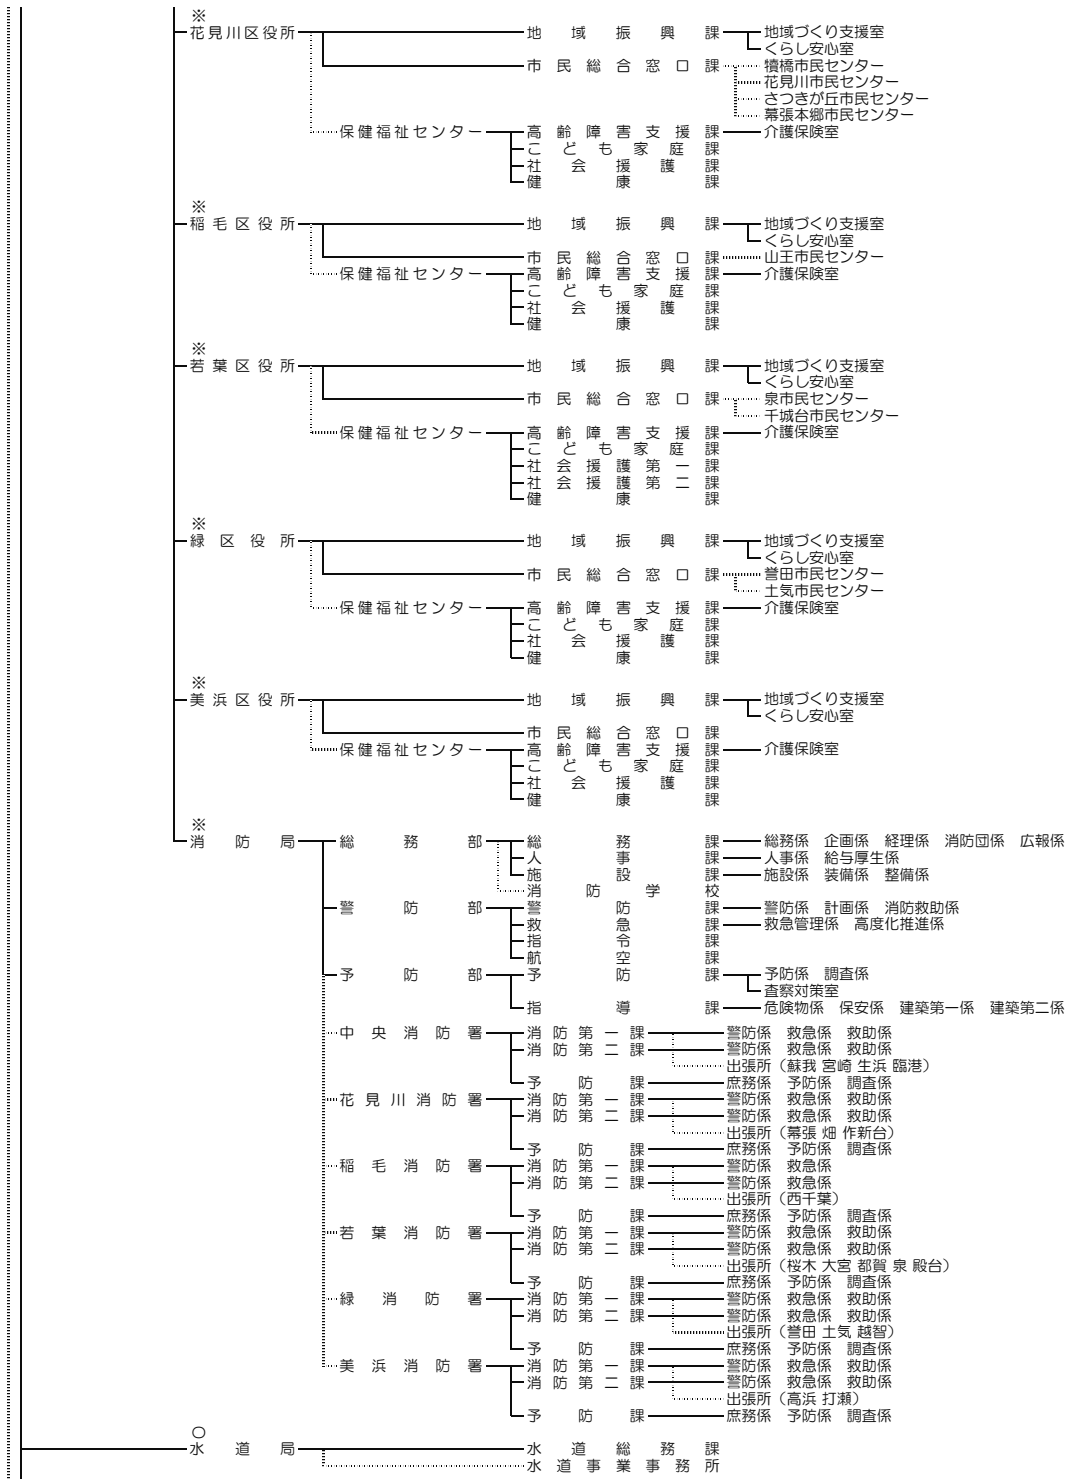 ※
花見川区役所 地域振興課 地域づくり支援室
くらし安心室
市民総合窓口課 犢橋市民センター
花見川市民センター
さつきが丘市民センター
幕張本郷市民センター
保健福祉センター 高齢障害支援課 介護保険室
こども家庭課
社会援護課
健康課
※
稲毛区役所 地域振興課 地域づくり支援室
くらし安心室
市民総合窓口課 山王市民センター
保健福祉センター 高齢障害支援課 介護保険室
こども家庭課
社会援護課
健康課
※
若葉区役所 地域振興課 地域づくり支援室
くらし安心室
市民総合窓口課 泉市民センター
千城台市民センター
保健福祉センター 高齢障害支援課 介護保険室
こども家庭課
社会援護第一課
社会援護第二課
健康課
※
緑区役所 地域振興課 地域づくり支援室
くらし安心室
市民総合窓口課 誉田市民センター
土気市民センター
保健福祉センター 高齢障害支援課 介護保険室
こども家庭課
社会援護課
健康課
※
美浜区役所 地域振興課 地域づくり支援室
くらし安心室
市民総合窓口課
保健福祉センター 高齢障害支援課 介護保険室
こども家庭課
社会援護課
健康課
※
消防局 総務部 総務課 総務係 企画係 経理係 消防団係 広報係
人事課 人事係 給与厚生係
施設課 施設係 装備係 整備係
消防学校
警防部 警防課 警防係 計画係 消防救助係
救急課 救急管理係 高度化推進係
指令課
航空課
予防部 予防課 予防係 調査係
査察対策室
指導課 危険物係 保安係 建築第一係 建築第二係
中央消防署 消防第一課 警防係 救急係 救助係
消防第二課 警防係 救急係 救助係
出張所（蘇我 宮崎 生浜 臨港）
予防課 庶務係 予防係 調査係
花見川消防署 消防第一課 警防係 救急係 救助係
消防第二課 警防係 救急係 救助係
出張所（幕張 畑 作新台）
予防課 庶務係 予防係 調査係
稲毛消防署 消防第一課 警防係 救急係
消防第二課 警防係 救急係
出張所（西千葉）
予防課 庶務係 予防係 調査係
若葉消防署 消防第一課 警防係 救急係 救助係
消防第二課 警防係 救急係 救助係
出張所（桜木 大宮 都賀 泉 殿台）
予防課 庶務係 予防係 調査係
緑消防署 消防第一課 警防係 救急係 救助係
消防第二課 警防係 救急係 救助係
出張所（誉田 土気 越智）
予防課 庶務係 予防係 調査係
美浜消防署 消防第一課 警防係 救急係 救助係
消防第二課 警防係 救急係 救助係
出張所（高浜 打瀬）
予防課 庶務係 予防係 調査係
○
水道局 水道総務課
水道事業事務所